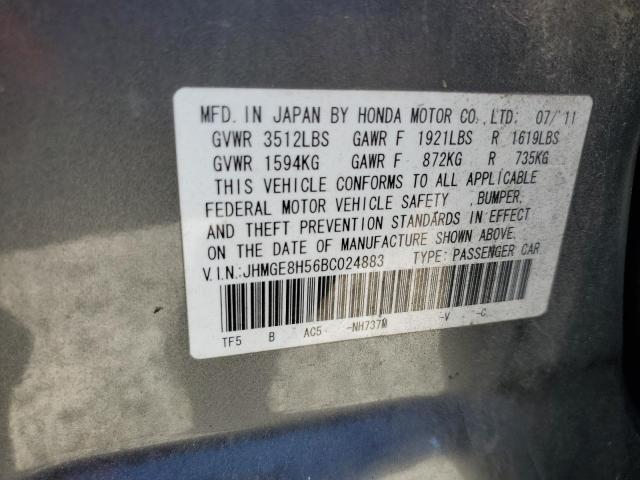 MFD. IN JAPAN BY HONDA MOTOR CO., LTD. 07/'11
GVWR 3512LBS GAWR F 1921LBS R 1619LBS
GVWR 1594KG GAWR F 872KG R 735KG
THIS VEHICLE CONFORMS TO ALL APPLICABLE
FEDERAL MOTOR VEHICLE SAFETY , BUMPER,
AND THEFT PREVENTION STANDARDS IN EFFECT
ON THE DATE OF MANUFACTURE SHOWN ABOVE.
V.I.N.:JHMGE8H56BC024883 TYPE: PASSENGER CAR
TF5 B AC5 -NH737M -V -C